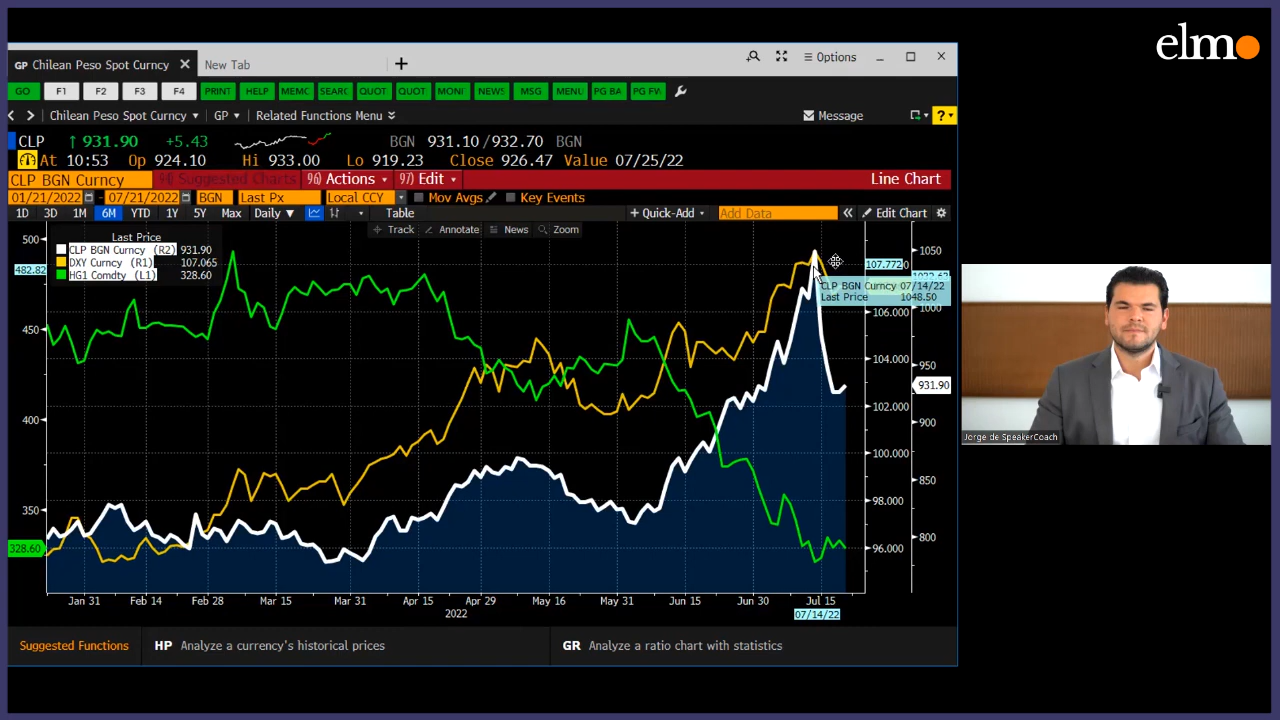 elmo
GP Chilean Peso Spot Curncy
New Tab
Options
GO F1 F2 F3 F4 PRINT HELP MEMC SEARC QUOT QUOT MONI NEWS MSG MENU PG BA PG FW
Chilean Peso Spot Curncy GP Related Functions Menu
Message
?
CLP ↑ 931.90 +5.43 BGN 931.10 / 932.70 BGN
At 10:53 Op 924.10 Hi 933.00 Lo 919.23 Close 926.47 Value 07/25/22
CLP BGN Curncy 94) Suggested Charts 96) Actions 97) Edit Line Chart
01/21/2022 - 07/21/2022 BGN Last Px Local CCY Mov Avgs Key Events
1D 3D 1M 6M YTD 1Y 5Y Max Daily ▼ Table + Quick-Add Add Data « Edit Chart
Track Annotate News Zoom
Last Price
CLP BGN Curncy (R2) 931.90
DXY Curncy (R1) 107.065
HG1 Comdty (L1) 328.60
500
482.82
450
400
350
328.60
107.772
106.000
104.000
102.000
100.000
98.000
96.000
1050
1000
950
931.90
900
850
800
CLP BGN Curncy 07/14/22
Last Price 1048.50
Jan 31 Feb 14 Feb 28 Mar 15 Mar 31 Apr 15 Apr 29 May 16 May 31 Jun 15 Jun 30 Jul 15
2022
07/14/22
Suggested Functions HP Analyze a currency's historical prices GR Analyze a ratio chart with statistics
Jorge de SpeakerCoach